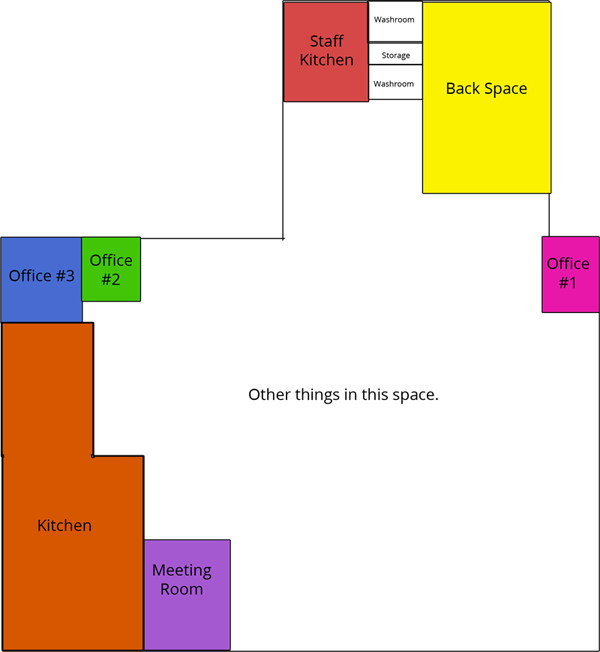 Washroom
Staff
Kitchen
Storage
Washroom
Back Space
Office #3
Office
#2
Office
#1
Other things in this space.
Kitchen
Meeting
Room